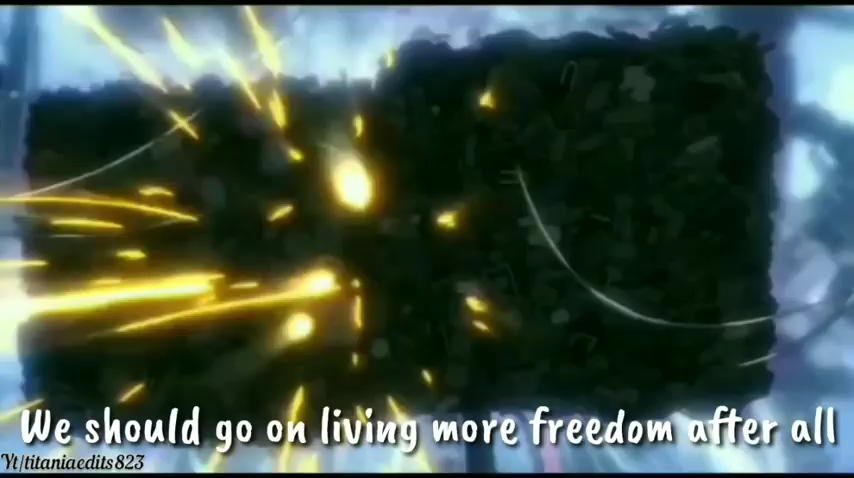 We should go on living more freedom after all
Yt/titaniaedits823